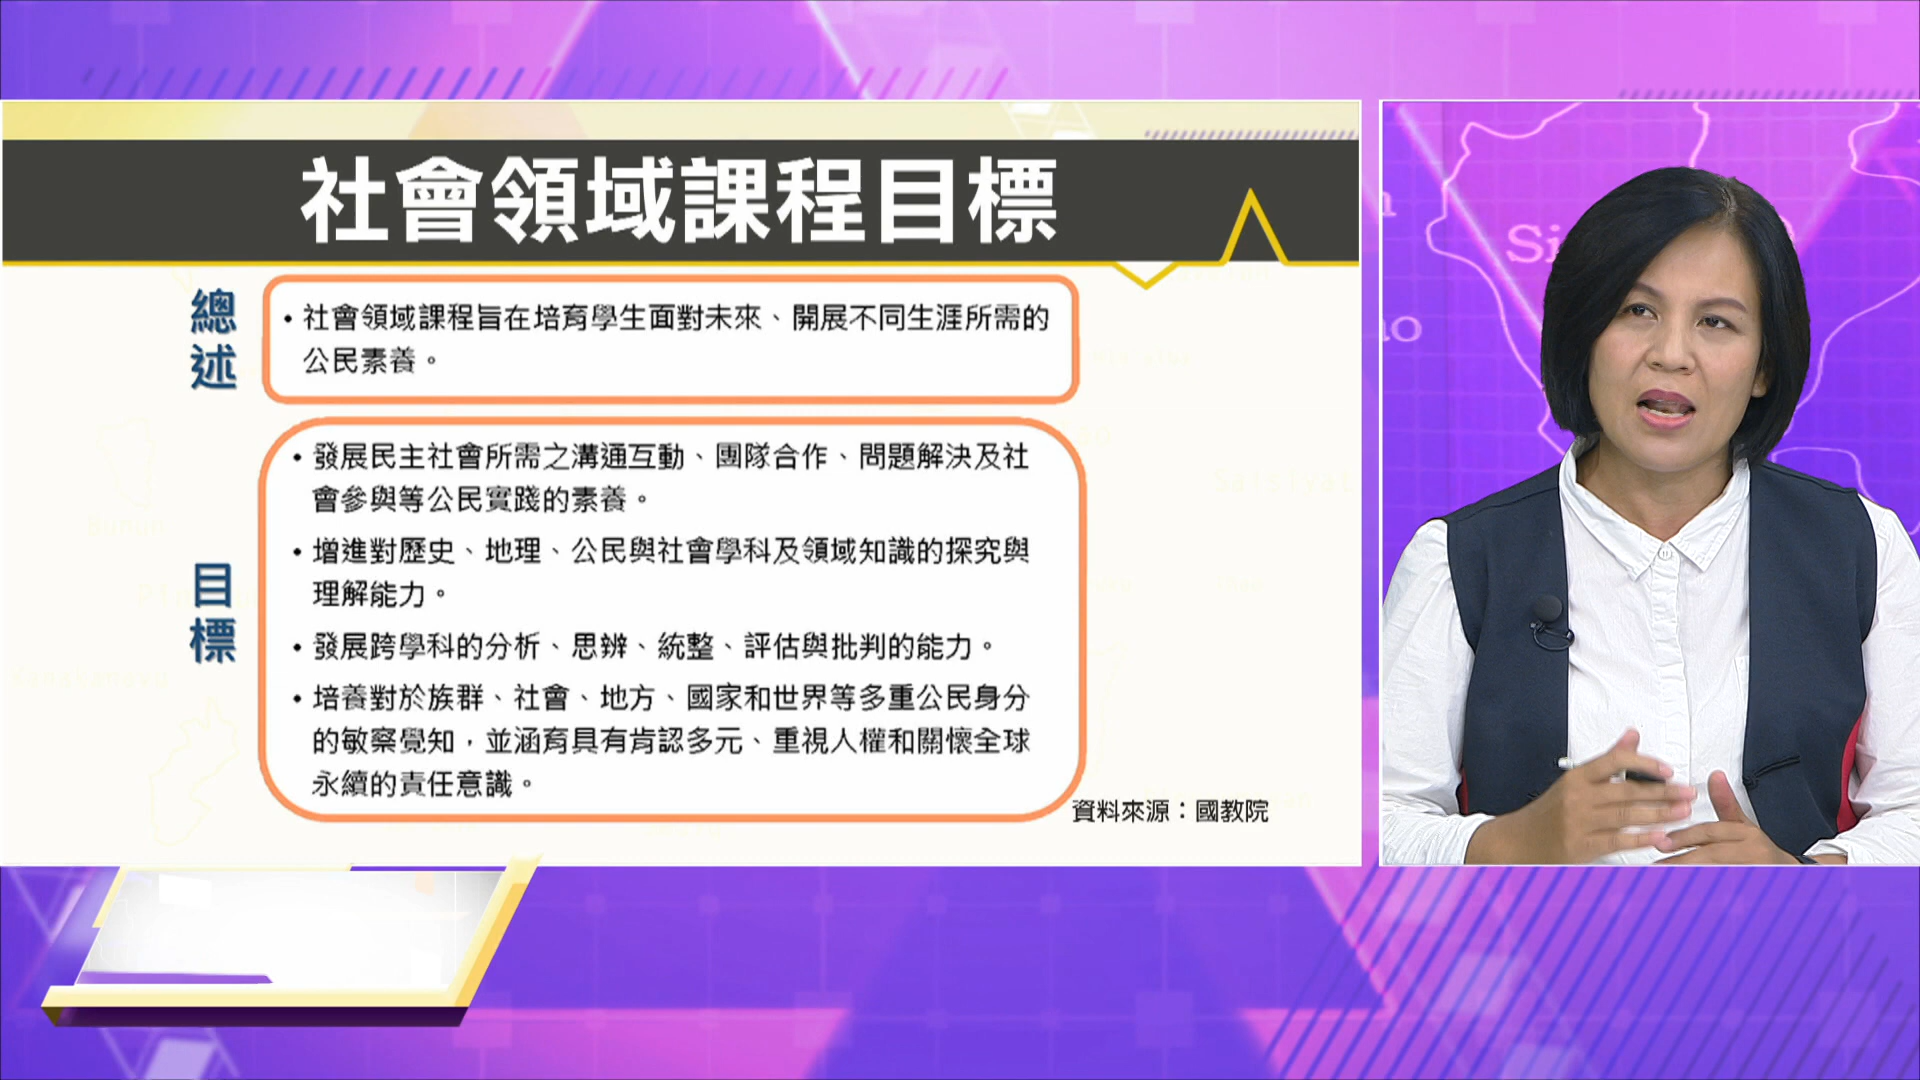 社會領域課程目標
總述
•社會領域課程旨在培育學生面對未來、開展不同生涯所需的
公民素養。
目標
•發展民主社會所需之溝通互動、團隊合作、問題解決及社
會參與等公民實踐的素養。
•增進對歷史、地理、公民與社會學科及領域知識的探究與
理解能力。
•發展跨學科的分析、思辨、統整、評估與批判的能力。
•培養對於族群、社會、地方、國家和世界等多重公民身分
的敏察覺知，並涵育具有肯認多元、重視人權和關懷全球
永續的責任意識。
資料來源：國教院